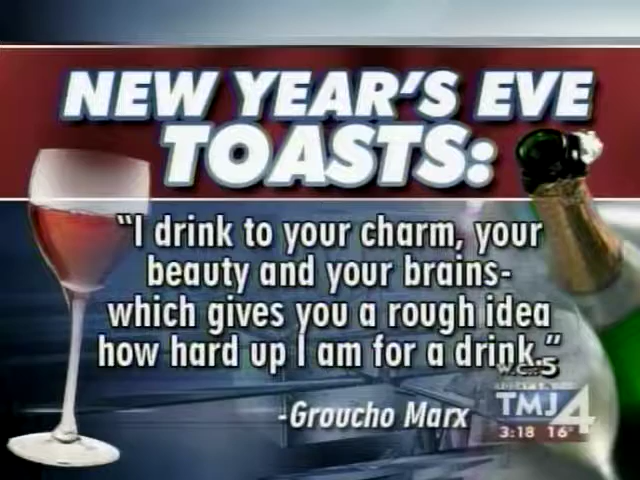 NEW YEAR'S EVE
TOASTS:
“I drink to your charm, your
beauty and your brains-
which gives you a rough idea
how hard up I am for a drink.”
-Groucho Marx
5
TMJ4
3:18 16°